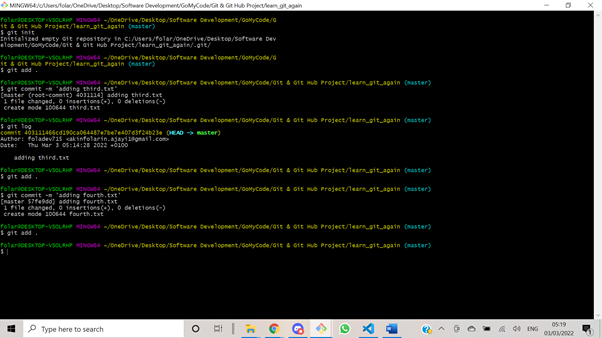 MINGW64:/c/Users/folar/OneDrive/Desktop/Software Development/GoMyCode/Git & Git Hub Project/learn_git_again
folar@DESKTOP-VSOLRHP MINGW64 ~/OneDrive/Desktop/Software Development/GoMyCode/G
it & Git Hub Project/learn_git_again (master)
$ git init
Initialized empty Git repository in C:/Users/folar/OneDrive/Desktop/Software Dev
elopment/GoMyCode/Git & Git Hub Project/learn_git_again/.git/
folar@DESKTOP-VSOLRHP MINGW64 ~/OneDrive/Desktop/Software Development/GoMyCode/G
it & Git Hub Project/learn_git_again (master)
$ git add .
folar@DESKTOP-VSOLRHP MINGW64 ~/OneDrive/Desktop/Software Development/GoMyCode/Git & Git Hub Project/learn_git_again (master)
$ git commit -m 'adding third.txt'
[master (root-commit) 4031114] adding third.txt
1 file changed, 0 insertions(+), 0 deletions(-)
create mode 100644 third.txt
folar@DESKTOP-VSOLRHP MINGW64 ~/OneDrive/Desktop/Software Development/GoMyCode/Git & Git Hub Project/learn_git_again (master)
$ git log
commit (HEAD -> master)
Author: foladev715 <akinfolarin.ajayi1@gmail.com>
Date: Thu Mar 3 05:14:28 2022 +0100
adding third.txt
folar@DESKTOP-VSOLRHP MINGW64 ~/OneDrive/Desktop/Software Development/GoMyCode/Git & Git Hub Project/learn_git_again (master)
$ git add .
folar@DESKTOP-VSOLRHP MINGW64 ~/OneDrive/Desktop/Software Development/GoMyCode/Git & Git Hub Project/learn_git_again (master)
$ git commit -m 'adding fourth.txt'
[master 57fe9dd] adding fourth.txt
1 file changed, 0 insertions(+), 0 deletions(-)
create mode 100644 fourth.txt
folar@DESKTOP-VSOLRHP MINGW64 ~/OneDrive/Desktop/Software Development/GoMyCode/Git & Git Hub Project/learn_git_again (master)
$ git add .
folar@DESKTOP-VSOLRHP MINGW64 ~/OneDrive/Desktop/Software Development/GoMyCode/Git & Git Hub Project/learn_git_again (master)
$
Type here to search
ENG
05:19
03/03/2022